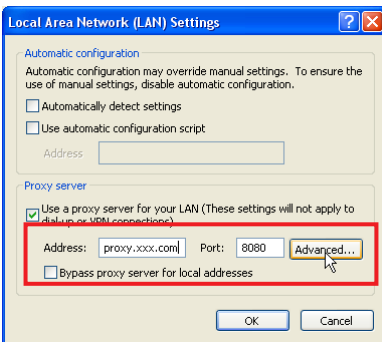 Local Area Network (LAN) Settings
Automatic configuration
Automatic configuration may override manual settings. To ensure the
use of manual settings, disable automatic configuration.
Automatically detect settings
Use automatic configuration script
Address
Proxy server
Use a proxy server for your LAN (These settings will not apply to
dial-up or VPN connections)
Address: proxy.xxx.com Port: 8080 Advanced...
Bypass proxy server for local addresses
OK Cancel